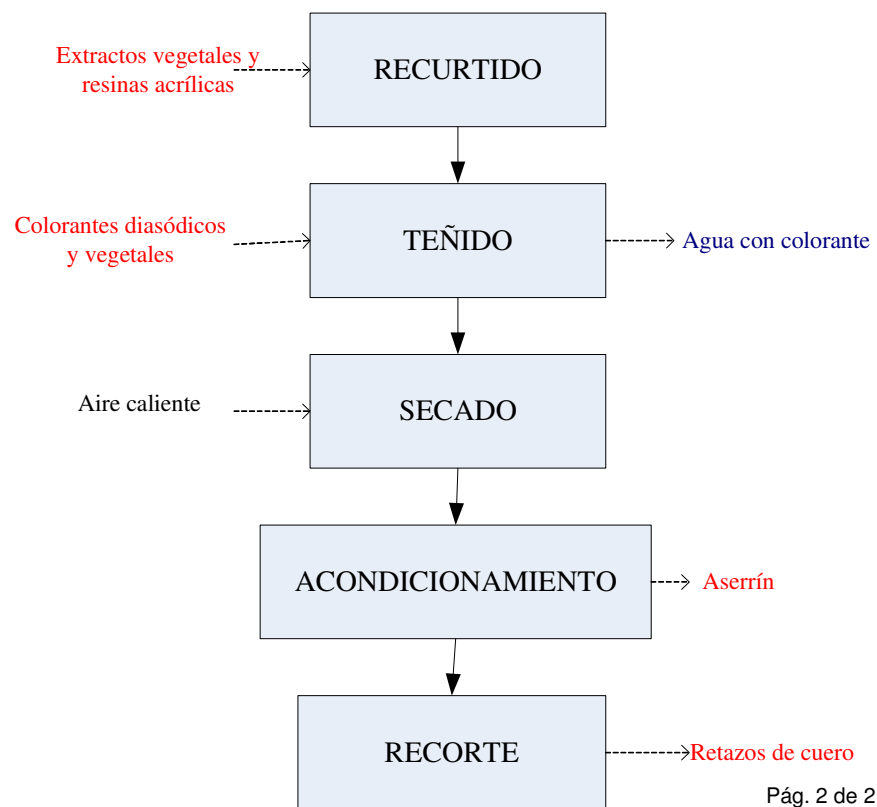 Extractos vegetales y
resinas acrílicas
RECURTIDO
Colorantes diasódicos
y vegetales
TEÑIDO
Agua con colorante
Aire caliente
SECADO
ACONDICIONAMIENTO
Aserrín
RECORTE
Retazos de cuero
Pág. 2 de 2